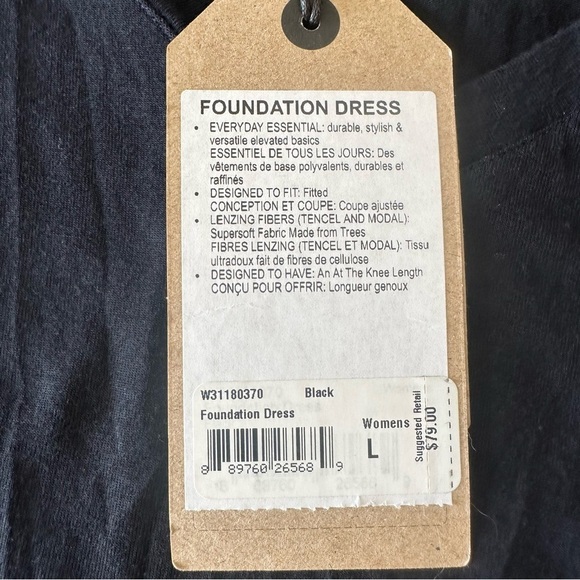 FOUNDATION DRESS
• EVERYDAY ESSENTIAL: durable, stylish &
versatile elevated basics
ESSENTIEL DE TOUS LES JOURS: Des
vêtements de base polyvalents, durables et
raffinés
• DESIGNED TO FIT: Fitted
CONCEPTION ET COUPE: Coupe ajustée
• LENZING FIBERS (TENCEL AND MODAL):
Supersoft Fabric Made from Trees
FIBRES LENZING (TENCEL ET MODAL): Tissu
ultradoux fait de fibres de cellulose
• DESIGNED TO HAVE: An At The Knee Length
CONÇU POUR OFFRIR: Longueur genoux
W31180370 Black
Foundation Dress
Womens
L
8 89760 26568 9
Suggested Retail
$79.00